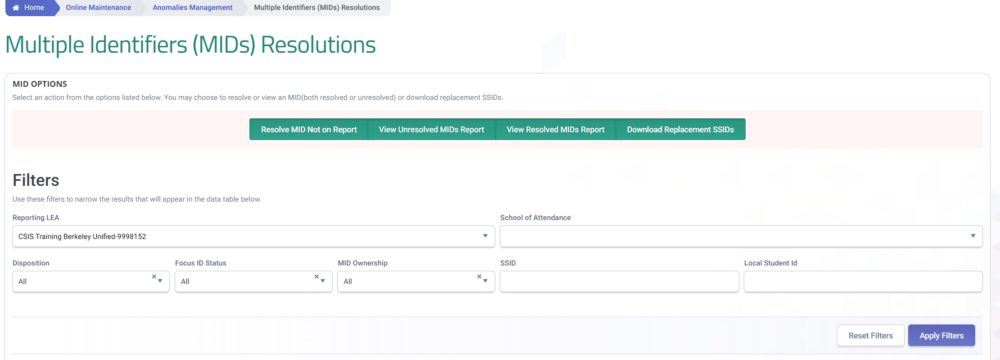 Home Online Maintenance Anomalies Management Multiple Identifiers (MIDs) Resolutions
Multiple Identifiers (MIDs) Resolutions
MID OPTIONS
Select an action from the options listed below. You may choose to resolve or view an MID(both resolved or unresolved) or download replacement SSIDs.
Resolve MID Not on Report View Unresolved MIDs Report View Resolved MIDs Report Download Replacement SSIDs
Filters
Use these filters to narrow the results that will appear in the data table below.
Reporting LEA School of Attendance
CSIS Training Berkeley Unified-9998152
Disposition Focus ID Status MID Ownership SSID Local Student Id
All All All
Reset Filters Apply Filters